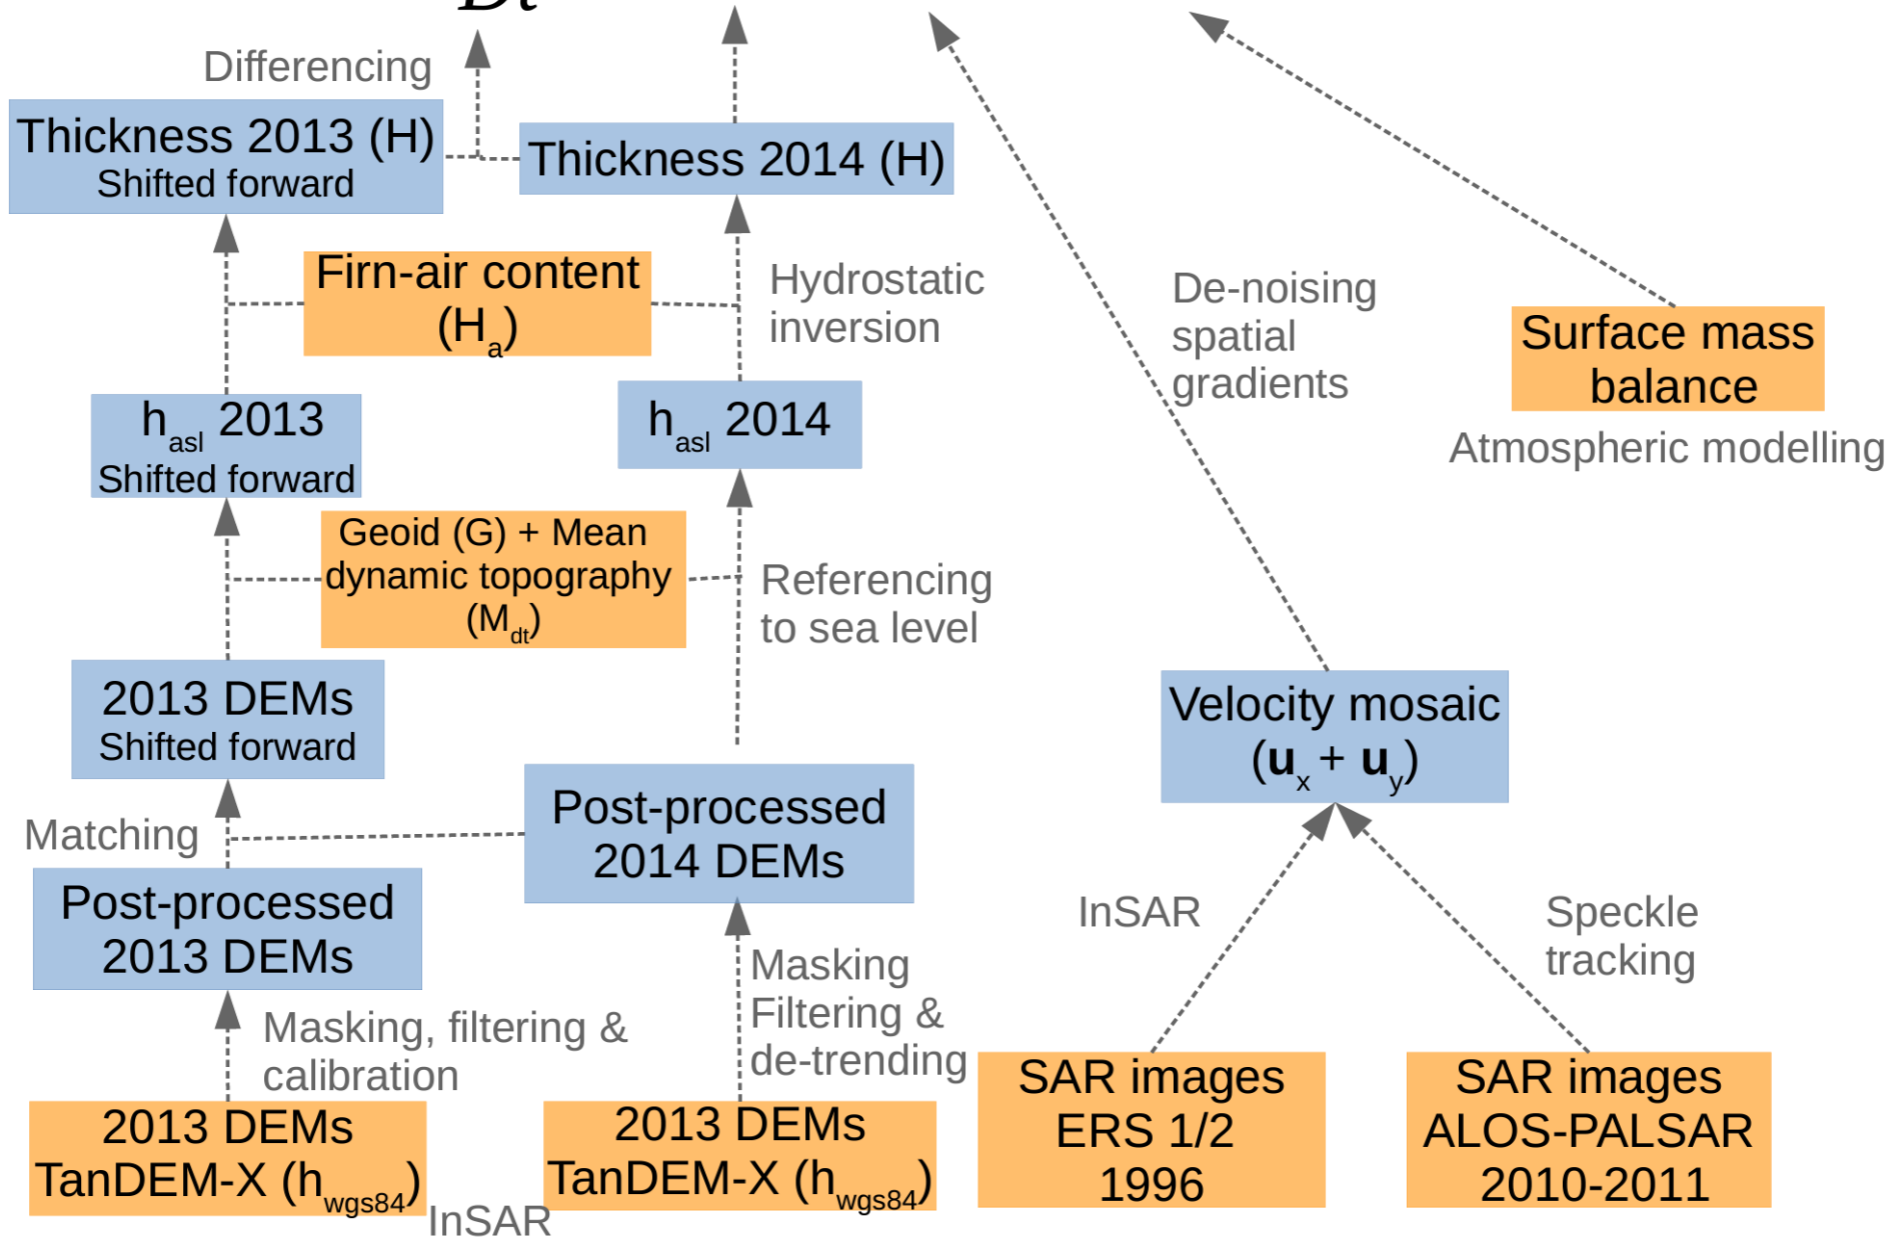 Dt
Differencing
Thickness 2013 (H)
Shifted forward
Thickness 2014 (H)
Firn-air content
(Ha)
Hydrostatic
inversion
De-noising
spatial
gradients
Surface mass
balance
Atmospheric modelling
hasl 2013
Shifted forward
hasl 2014
Geoid (G) + Mean
dynamic topography
(Mdt)
Referencing
to sea level
2013 DEMs
Shifted forward
Velocity mosaic
(ux + uy)
Matching
Post-processed
2014 DEMs
Post-processed
2013 DEMs
InSAR
Speckle
tracking
Masking, filtering &
calibration
Masking
Filtering &
de-trending
2013 DEMs
TanDEM-X (hwgs84)
InSAR
2013 DEMs
TanDEM-X (hwgs84)
SAR images
ERS 1/2
1996
SAR images
ALOS-PALSAR
2010-2011